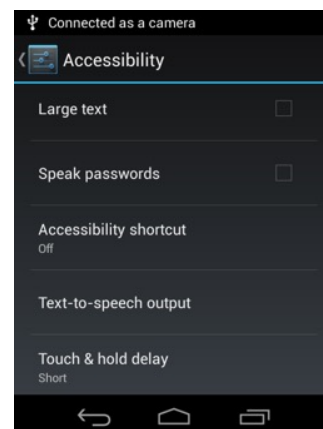 Connected as a camera
Accessibility
Large text
Speak passwords
Accessibility shortcut
Off
Text-to-speech output
Touch & hold delay
Short